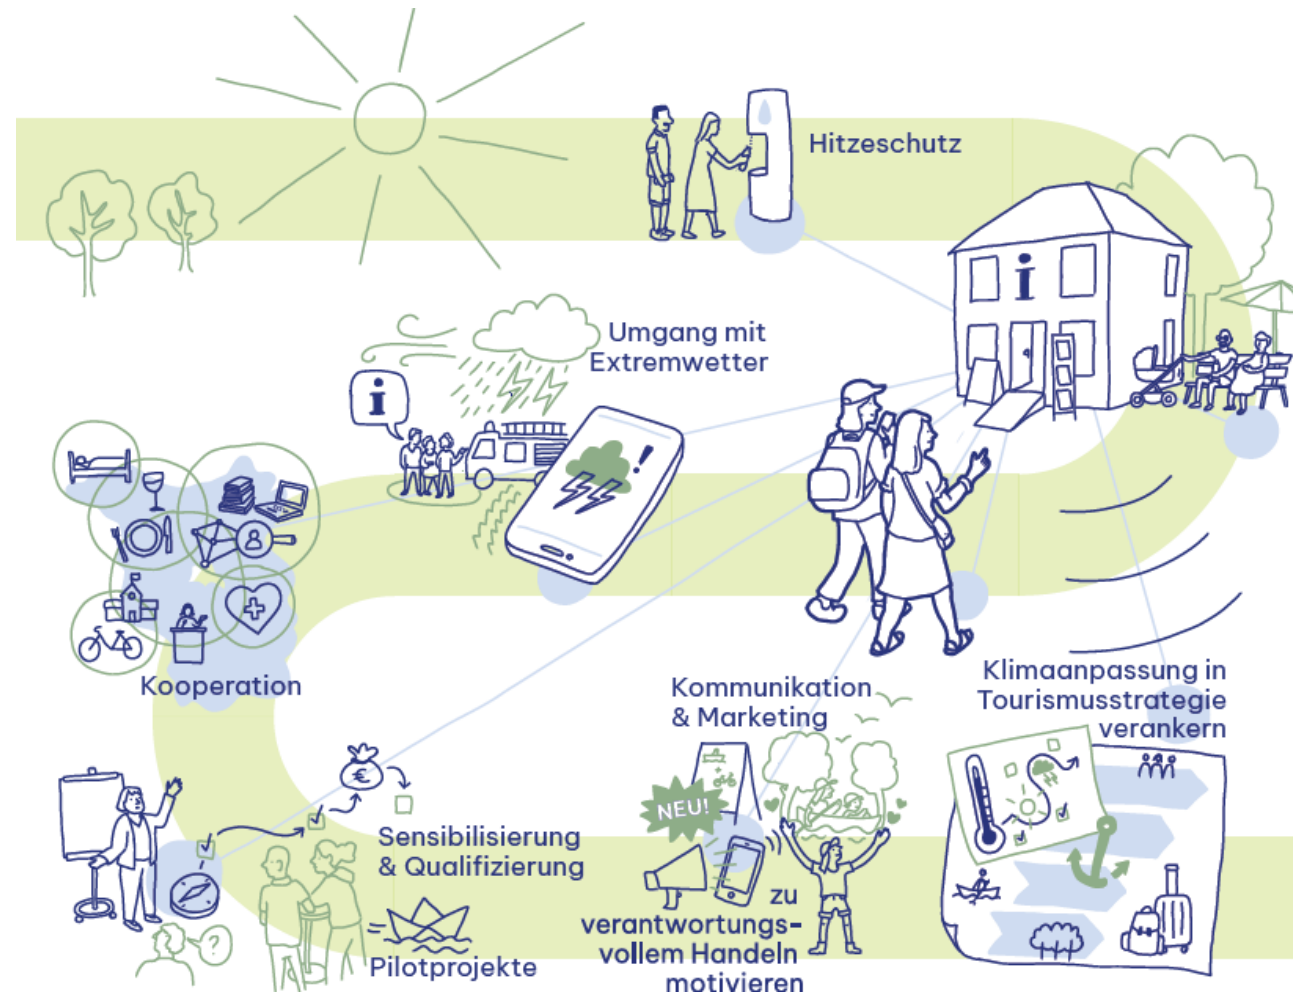 Hitzeschutz
i
Umgang mit
Extremwetter
i
!
Kooperation
Kommunikation
& Marketing
Klimaanpassung in
Tourismusstrategie
verankern
€
NEU!
Sensibilisierung
& Qualifizierung
?
Pilotprojekte
zu
verantwortungs-
vollem Handeln
motivieren